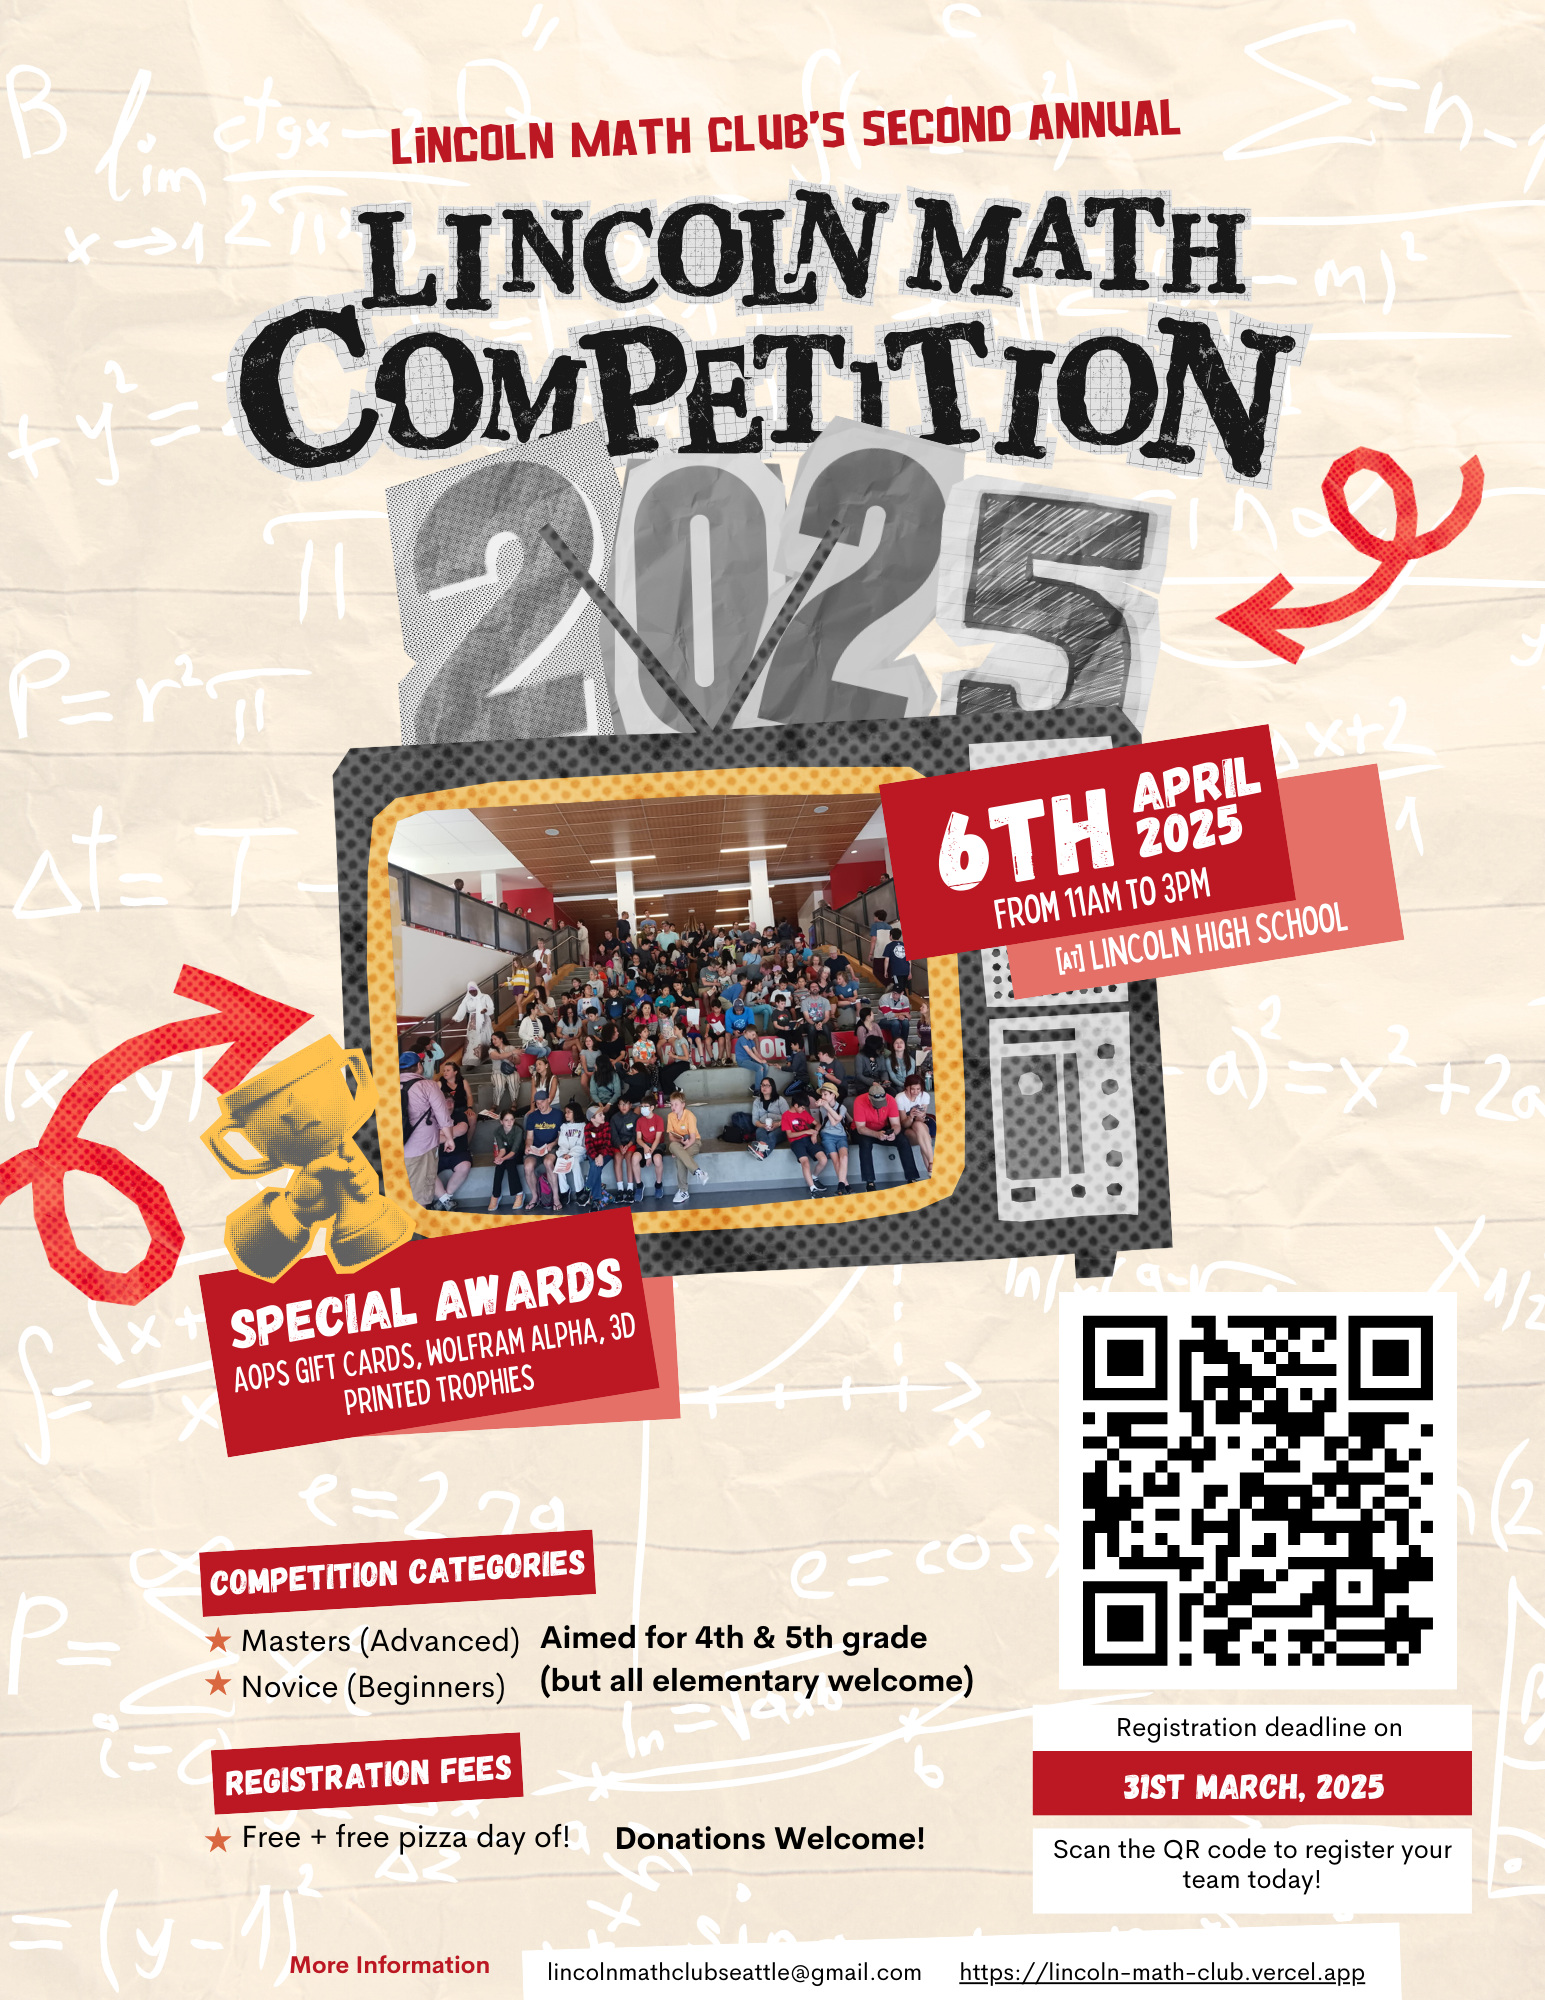 LINCOLN MATH CLUB'S SECOND ANNUAL
LINCOLN MATH
COMPETITION
2025
6TH APRIL 2025
FROM 11AM TO 3PM
[AT] LINCOLN HIGH SCHOOL
SPECIAL AWARDS
AOPS GIFT CARDS, WOLFRAM ALPHA, 3D
PRINTED TROPHIES
COMPETITION CATEGORIES
★ Masters (Advanced)
★ Novice (Beginners)
Aimed for 4th & 5th grade
(but all elementary welcome)
REGISTRATION FEES
★ Free + free pizza day of!
Donations Welcome!
Registration deadline on
31ST MARCH, 2025
Scan the QR code to register your
team today!
More Information
lincolnmathclubseattle@gmail.com
https://lincoln-math-club.vercel.app